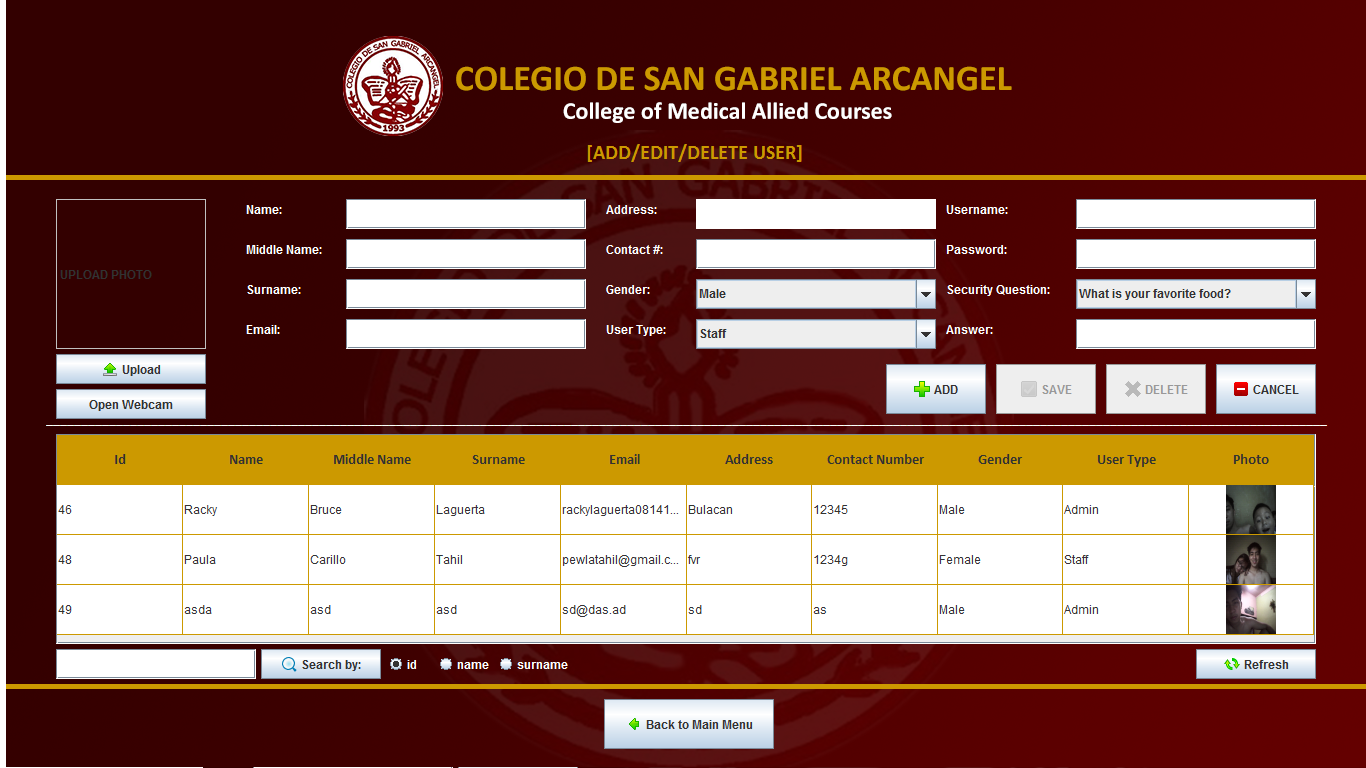 COLEGIO DE SAN GABRIEL ARCANGEL
1993
COLEGIO DE SAN GABRIEL ARCANGEL
College of Medical Allied Courses
[ADD/EDIT/DELETE USER]
Name: Address: Username:
Middle Name: Contact #: Password:
UPLOAD PHOTO
Surname: Gender: Male Security Question: What is your favorite food?
Email: User Type: Staff Answer:
Upload
Open Webcam
ADD SAVE DELETE CANCEL
Id Name Middle Name Surname Email Address Contact Number Gender User Type Photo
46 Racky Bruce Laguerta rackylaguerta08141... Bulacan 12345 Male Admin
48 Paula Carillo Tahil pewlatahil@gmail.c... fvr 1234g Female Staff
49 asda asd asd sd@das.ad sd as Male Admin
Search by: id name surname Refresh
Back to Main Menu